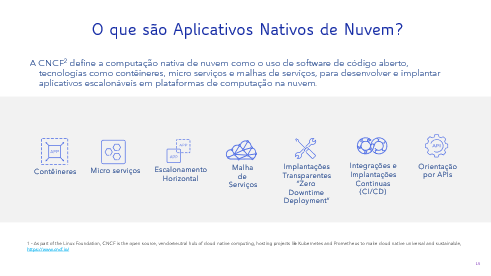 O que são Aplicativos Nativos de Nuvem?
A CNCF² define a computação nativa de nuvem como o uso de software de código aberto,
tecnologias como contêineres, micro serviços e malhas de serviços, para desenvolver e implantar
aplicativos escalonáveis em plataformas de computação na nuvem.
APP
Contêineres
Micro serviços
APP
APP
Escalonamento
Horizontal
Malha
de
Serviços
Implantações
Transparentes
"Zero
Downtime
Deployment"
Integrações e
Implantações
Contínuas
(CI/CD)
API
Orientação
por APIs
1 - As part of the Linux Foundation, CNCF is the open source, vendor-neutral hub of cloud native computing, hosting projects like Kubernetes and Prometheus to make cloud native universal and sustainable.
https://www.cncf.io/